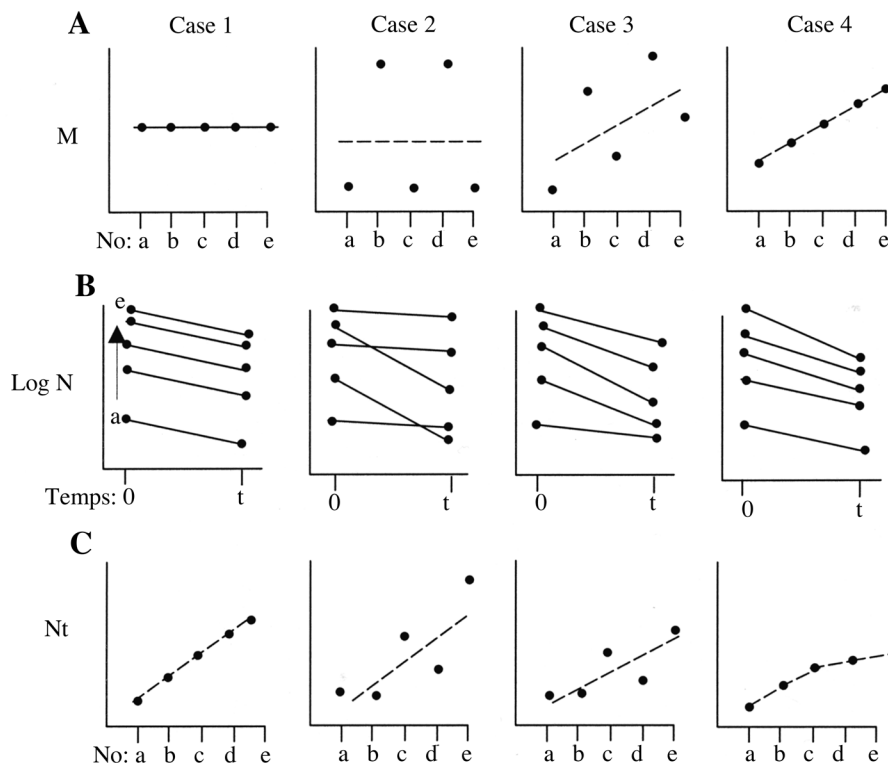 A Case 1 Case 2 Case 3 Case 4
M
No: a b c d e a b c d e a b c d e a b c d e
B
e
Log N
a
Temps: 0 t 0 t 0 t 0 t
C
Nt
No: a b c d e a b c d e a b c d e a b c d e